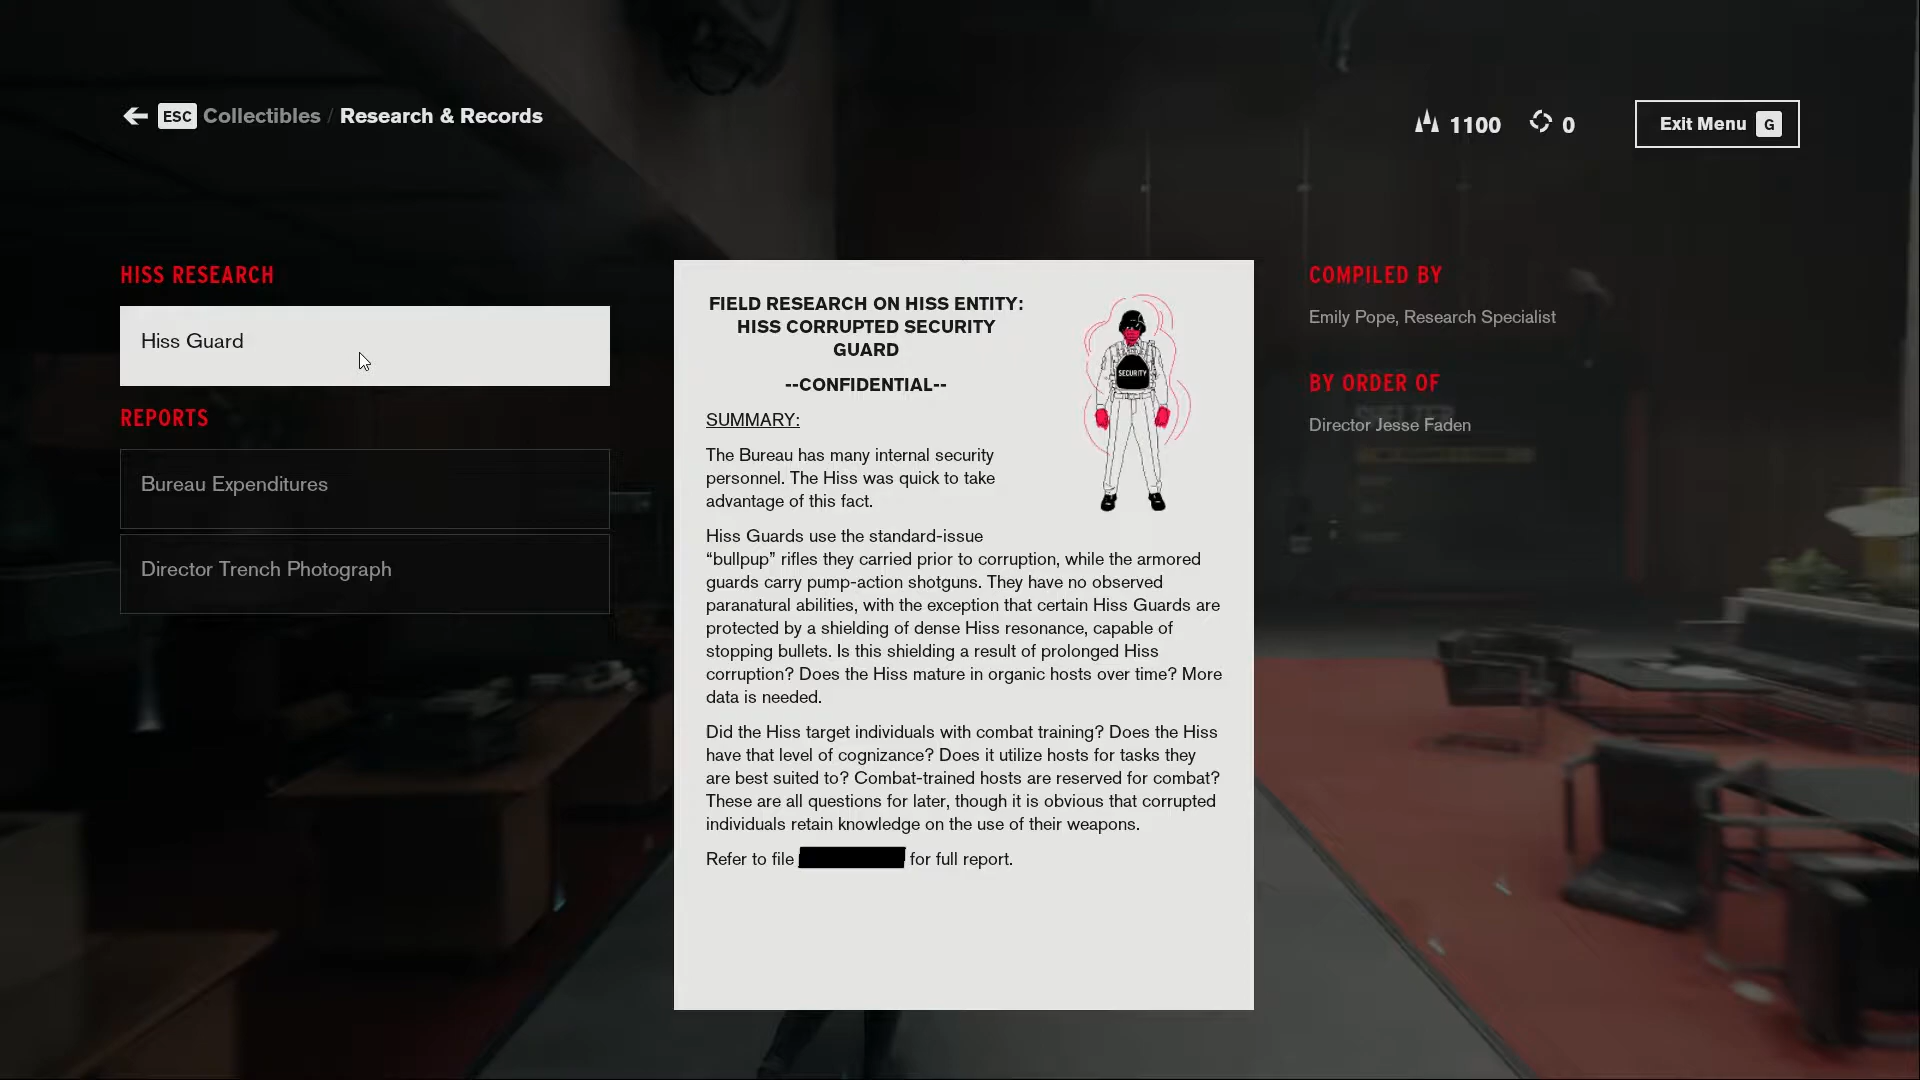 ESC Collectibles / Research & Records
1100
0
Exit Menu G
HISS RESEARCH
Hiss Guard
REPORTS
Bureau Expenditures
Director Trench Photograph
FIELD RESEARCH ON HISS ENTITY:
HISS CORRUPTED SECURITY
GUARD
--CONFIDENTIAL--
SECURITY
SUMMARY:
The Bureau has many internal security
personnel. The Hiss was quick to take
advantage of this fact.
Hiss Guards use the standard-issue
“bullpup” rifles they carried prior to corruption, while the armored
guards carry pump-action shotguns. They have no observed
paranatural abilities, with the exception that certain Hiss Guards are
protected by a shielding of dense Hiss resonance, capable of
stopping bullets. Is this shielding a result of prolonged Hiss
corruption? Does the Hiss mature in organic hosts over time? More
data is needed.
Did the Hiss target individuals with combat training? Does the Hiss
have that level of cognizance? Does it utilize hosts for tasks they
are best suited to? Combat-trained hosts are reserved for combat?
These are all questions for later, though it is obvious that corrupted
individuals retain knowledge on the use of their weapons.
Refer to file for full report.
COMPILED BY
Emily Pope, Research Specialist
BY ORDER OF
Director Jesse Faden